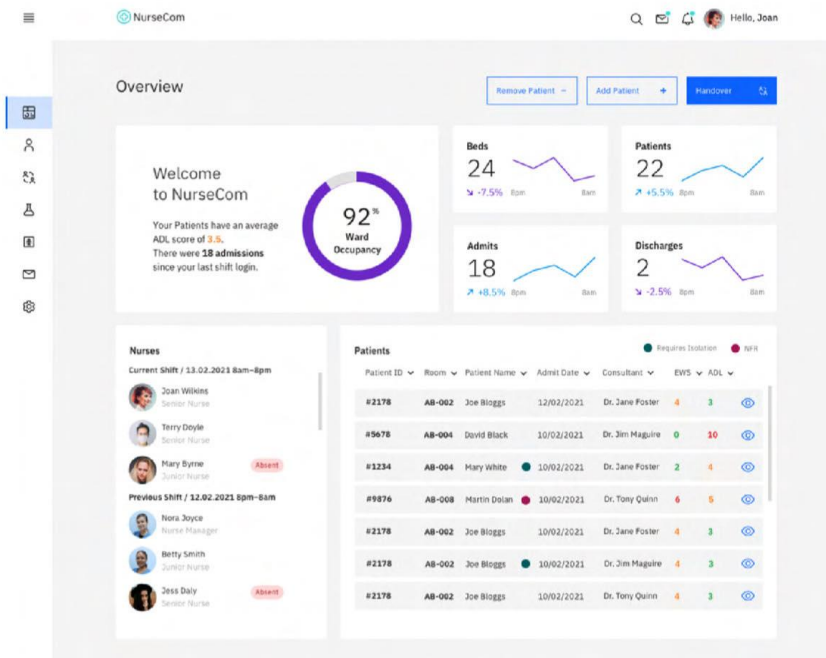 NurseCom
Hello, Joan
Overview
Remove Patient −
Add Patient +
Handover
Welcome
to NurseCom
Your Patients have an average
ADL score of 3.5.
There were 18 admissions
since your last shift login.
92%
Ward
Occupancy
Beds
24
-7.5% 8pm 8am
Patients
22
+5.5% 8pm 8am
Admits
18
+8.5% 8pm 8am
Discharges
2
-2.5% 8pm 8am
Nurses
Current Shift / 13.02.2021 8am–8pm
Joan Wilkins
Senior Nurse
Terry Doyle
Senior Nurse
Mary Byrne
Junior Nurse
Absent
Previous Shift / 12.02.2021 8pm–8am
Nora Joyce
Nurse Manager
Betty Smith
Junior Nurse
Jess Daly
Senior Nurse
Absent
Patients
Requires Isolation NFR
Patient ID Room Patient Name Admit Date Consultant EWS ADL
#2178 AB-002 Joe Bloggs 12/02/2021 Dr. Jane Foster 4 3
#5678 AB-004 David Black 10/02/2021 Dr. Jim Maguire 0 10
#1234 AB-004 Mary White 10/02/2021 Dr. Jane Foster 2 4
#9876 AB-008 Martin Dolan 10/02/2021 Dr. Tony Quinn 6 5
#2178 AB-002 Joe Bloggs 10/02/2021 Dr. Jane Foster 4 3
#2178 AB-002 Joe Bloggs 10/02/2021 Dr. Jim Maguire 4 3
#2178 AB-002 Joe Bloggs 10/02/2021 Dr. Tony Quinn 4 3